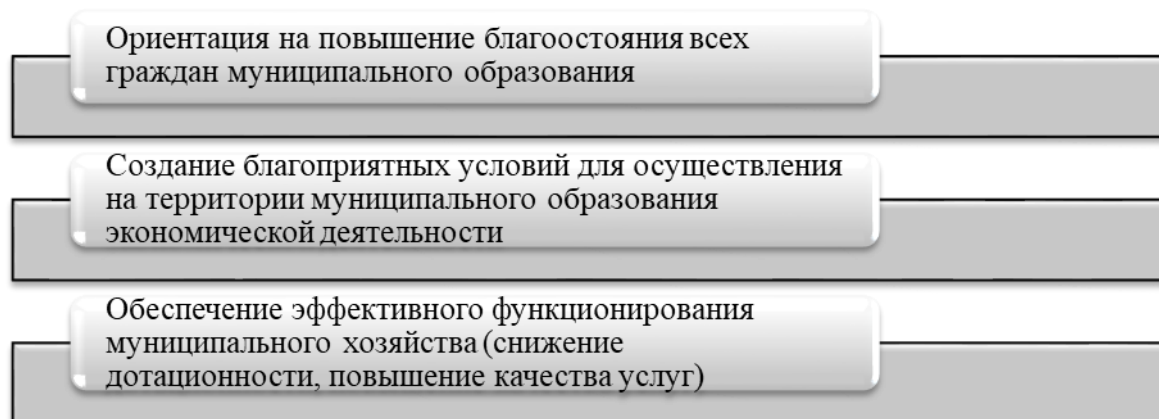 Ориентация на повышение благоостояния всех
граждан муниципального образования
Создание благоприятных условий для осуществления
на территории муниципального образования
экономической деятельности
Обеспечение эффективного функционирования
муниципального хозяйства (снижение
дотационности, повышение качества услуг)